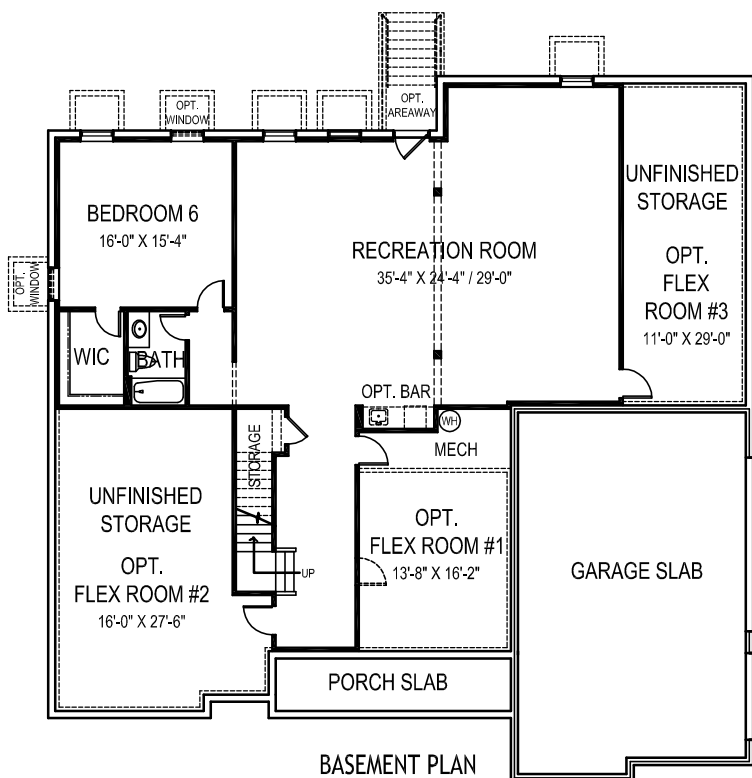 OPT.
AREAWAY
OPT.
WINDOW
BEDROOM 6
16'-0" X 15'-4"
RECREATION ROOM
35'-4" X 24'-4" / 29'-0"
UNFINISHED
STORAGE
OPT.
FLEX
ROOM #3
11'-0" X 29'-0"
OPT.
WINDOW
WIC
BATH
OPT. BAR
WH
MECH
STORAGE
UNFINISHED
STORAGE
OPT.
FLEX ROOM #2
16'-0" X 27'-6"
UP
OPT.
FLEX ROOM #1
13'-8" X 16'-2"
GARAGE SLAB
PORCH SLAB
BASEMENT PLAN